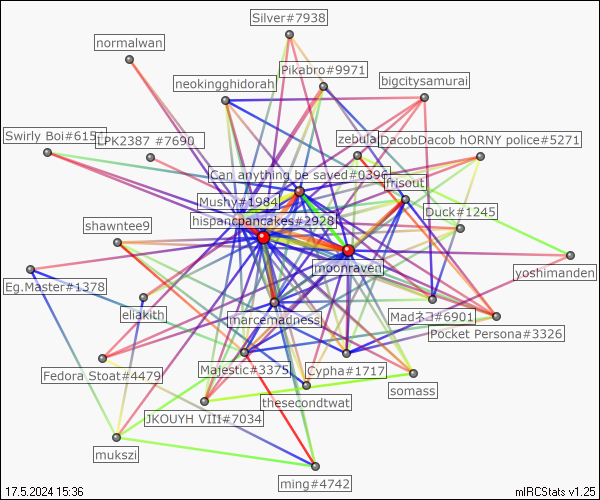 Silver#7938
normalwan
Pikabro#9971
neokingghidorah
bigcitysamurai
Swirly Boi#615
LPK2387 #7690
zebula
DacobDacob hORNY police#5271
Can anything be saved#0396
frisout
Mushy#1984
Duck#1245
hispancpancakes#2928
shawntee9
moonraven
yoshimanden
Eg.Master#1378
eliakith
marcemadness
Madネコ#6901
Pocket Persona#3326
Fedora Stoat#4479
Majestic#3375
Cypha#1717
somass
thesecondtwat
JKOUYH VIII#7034
mukszi
ming#4742
17.5.2024 15:36
mIRCStats v1.25